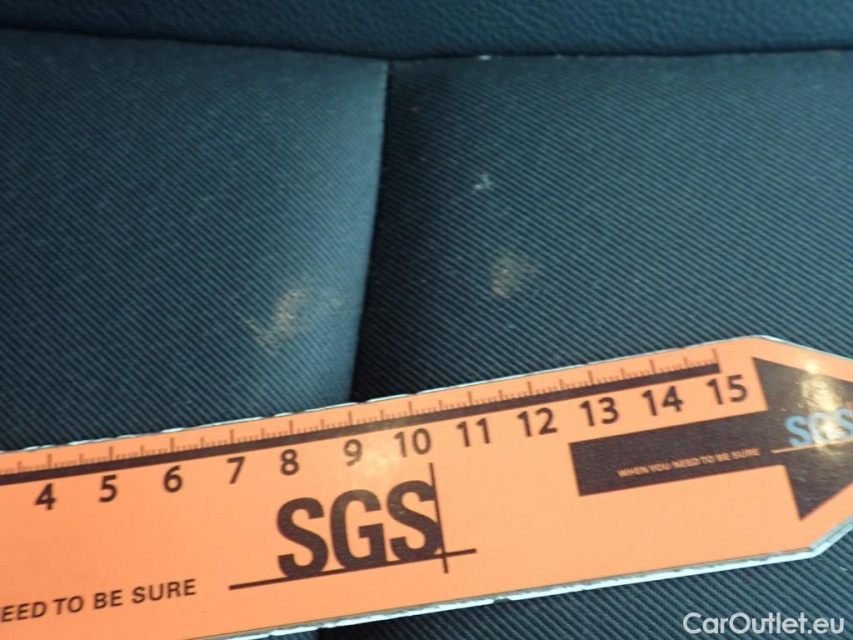 4 5 6 7 8 9 10 11 12 13 14 15
WHEN YOU NEED TO BE SURE
SGS
SGS
EED TO BE SURE
CarOutlet.eu